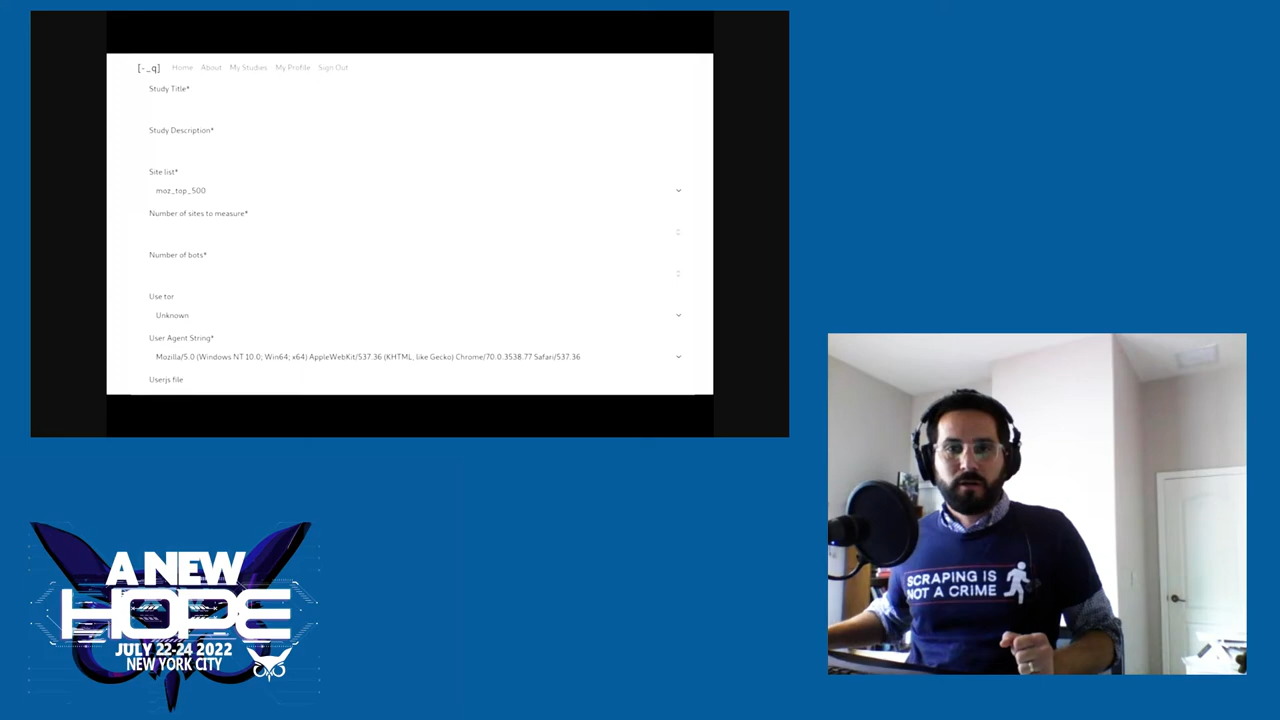 [-_q] Home About My Studies My Profile Sign Out
Study Title*
Study Description*
Site list*
moz_top_500
Number of sites to measure*
Number of bots*
Use tor
Unknown
User Agent String*
Mozilla/5.0 (Windows NT 10.0; Win64; x64) AppleWebKit/537.36 (KHTML, like Gecko) Chrome/70.0.3538.77 Safari/537.36
Userjs file
SCRAPING IS
NOT A CRIME
A NEW
HOPE
JULY 22-24 2022
NEW YORK CITY